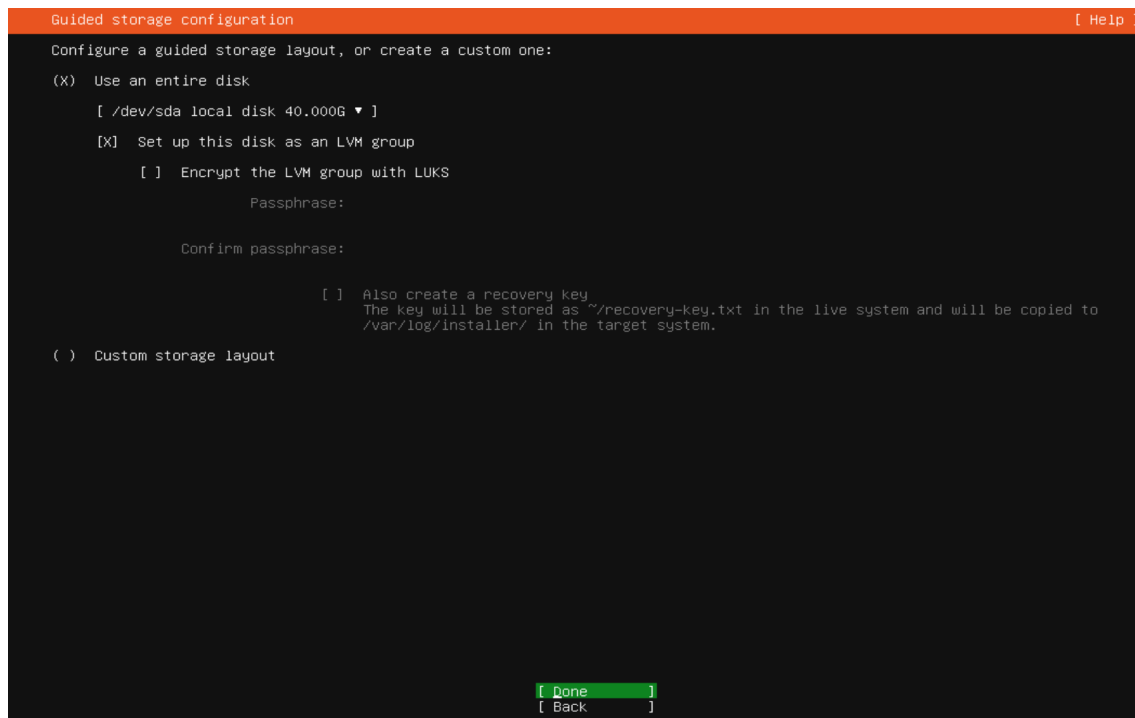 Guided storage configuration [ Help ]
Configure a guided storage layout, or create a custom one:
(X) Use an entire disk
[ /dev/sda local disk 40.000G ▾ ]
[X] Set up this disk as an LVM group
[ ] Encrypt the LVM group with LUKS
Passphrase:
Confirm passphrase:
[ ] Also create a recovery key
The key will be stored as ~/recovery-key.txt in the live system and will be copied to
/var/log/installer/ in the target system.
( ) Custom storage layout
[ Done ]
[ Back ]